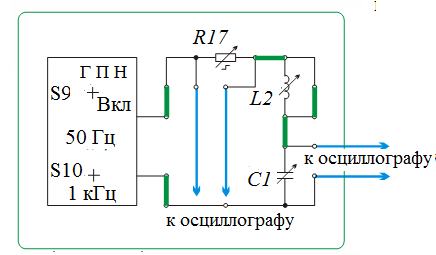 R17
Г П Н
S9
Вкл
L2
50 Гц
к осциллографу
S10
C1
1 кГц
к осциллографу